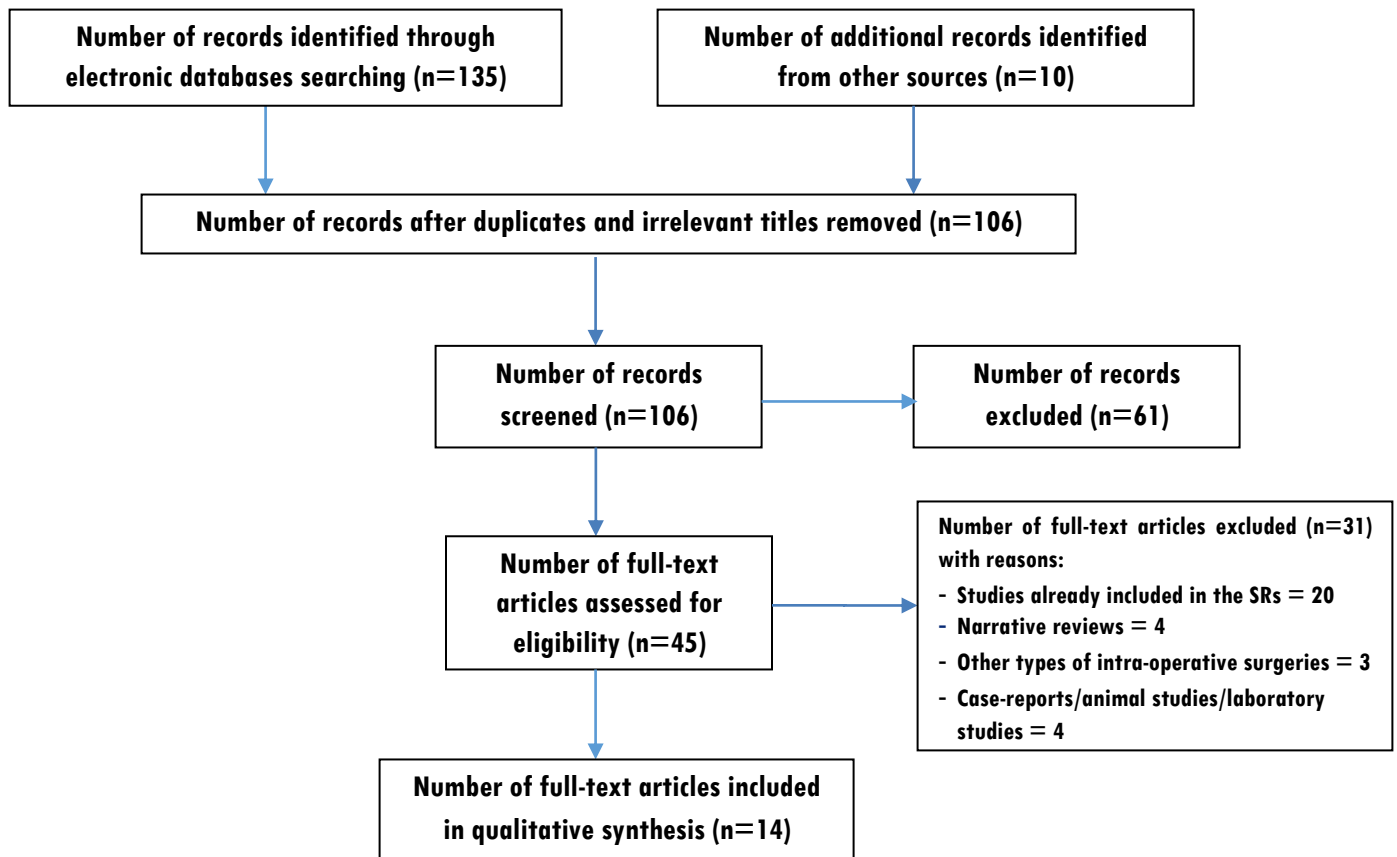 Number of records identified through
electronic databases searching (n=135)
Number of additional records identified
from other sources (n=10)
Number of records after duplicates and irrelevant titles removed (n=106)
Number of records
screened (n=106)
Number of records
excluded (n=61)
Number of full-text
articles assessed for
eligibility (n=45)
Number of full-text articles excluded (n=31)
with reasons:
- Studies already included in the SRs = 20
- Narrative reviews = 4
- Other types of intra-operative surgeries = 3
- Case-reports/animal studies/laboratory
studies = 4
Number of full-text articles included
in qualitative synthesis (n=14)